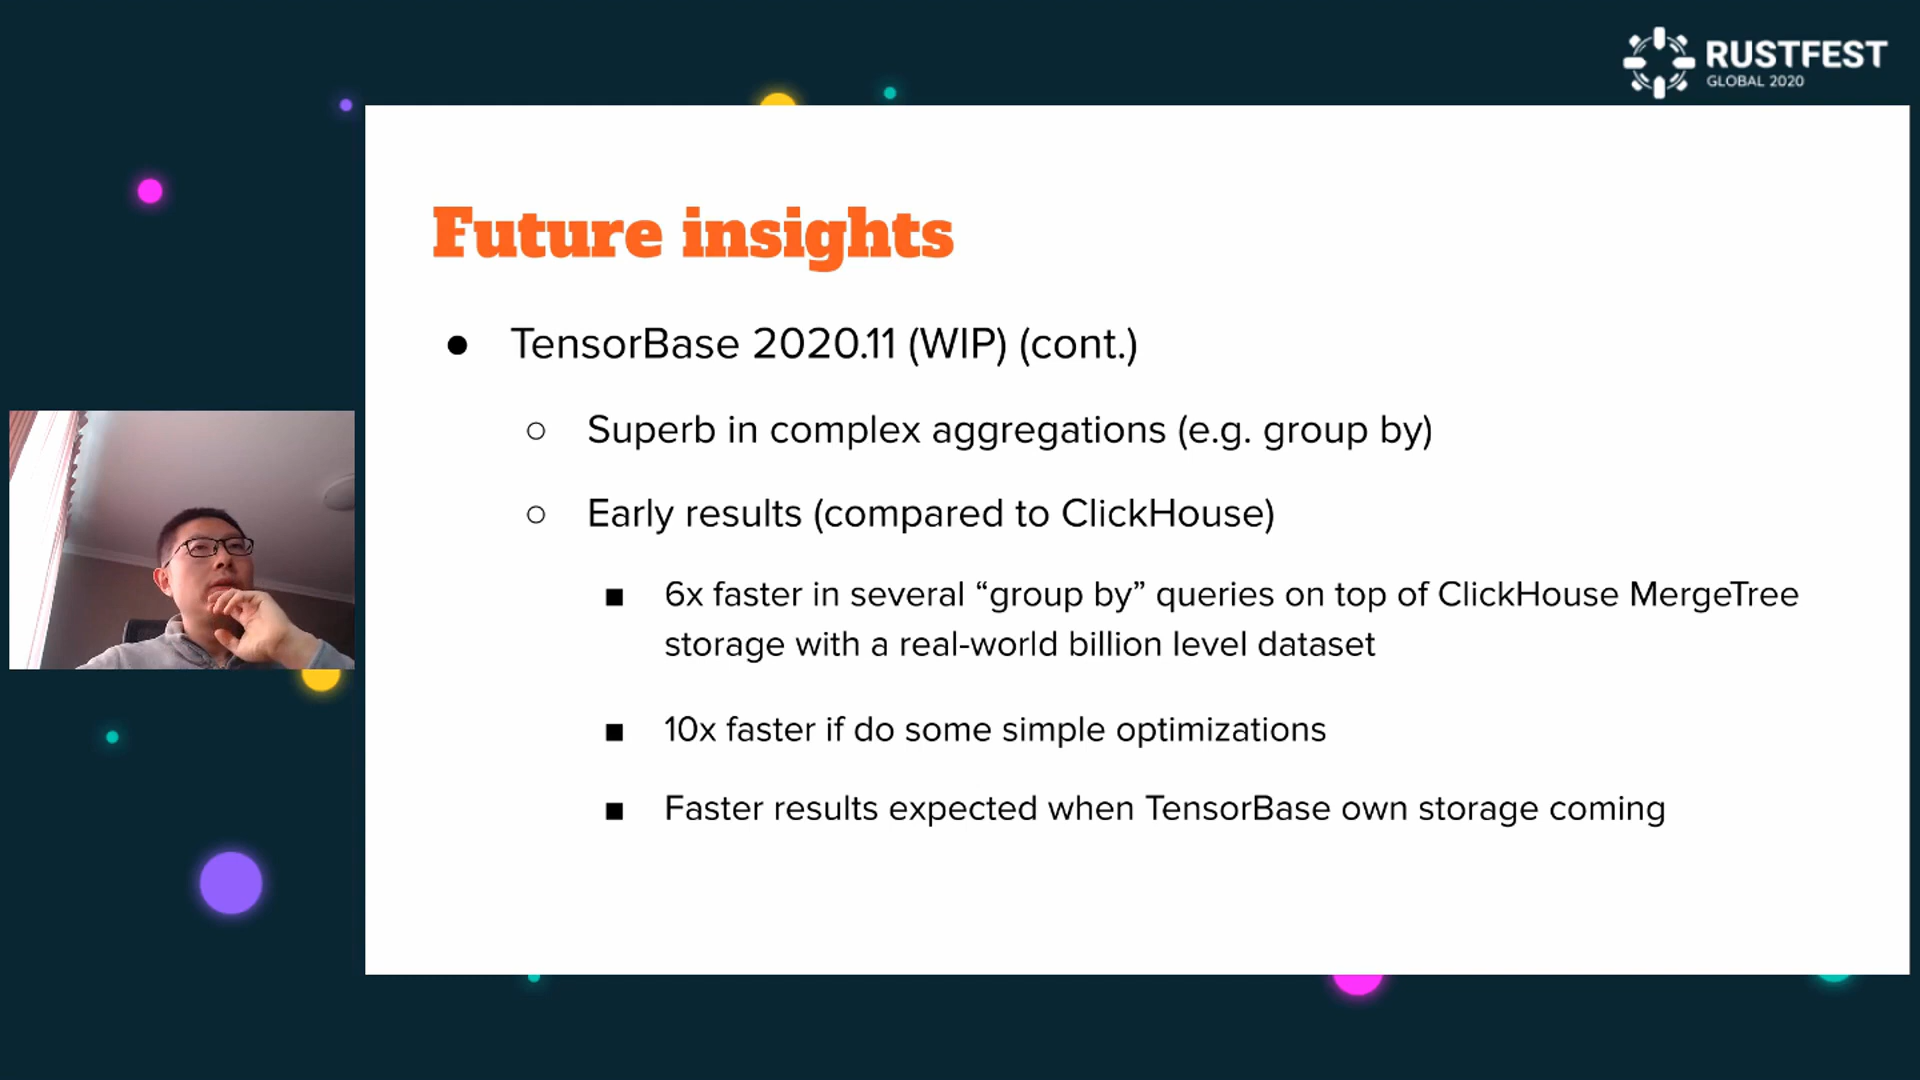 RUSTFEST
GLOBAL 2020
Future insights
● TensorBase 2020.11 (WIP) (cont.)
○ Superb in complex aggregations (e.g. group by)
○ Early results (compared to ClickHouse)
■ 6x faster in several “group by” queries on top of ClickHouse MergeTree
storage with a real-world billion level dataset
■ 10x faster if do some simple optimizations
■ Faster results expected when TensorBase own storage coming